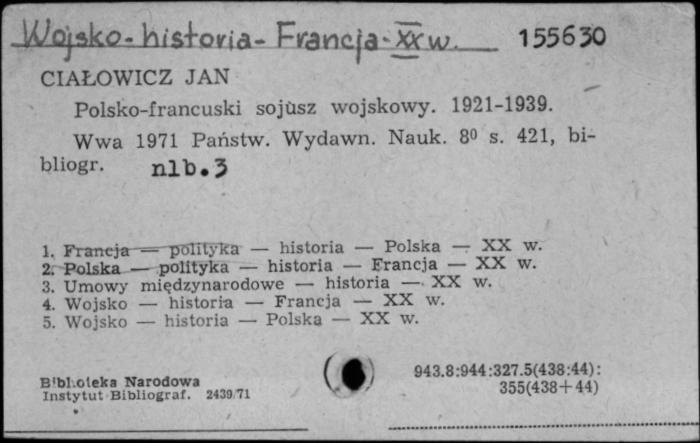 Wojsko - historia - Francja - XX w. 155630
CIAŁOWICZ JAN
Polsko-francuski sojusz wojskowy. 1921-1939.
Wwa 1971 Państw. Wydawn. Nauk. 8⁰ s. 421, bi-
bliogr. nlb. 3
1. Francja — polityka — historia — Polska — XX w.
2. Polska — polityka — historia — Francja — XX w.
3. Umowy międzynarodowe — historia — XX w.
4. Wojsko — historia — Francja — XX w.
5. Wojsko — historia — Polska — XX w.
Biblioteka Narodowa
Instytut Bibliograf. 2439/71
943.8:944:327.5(438:44):
355(438+44)